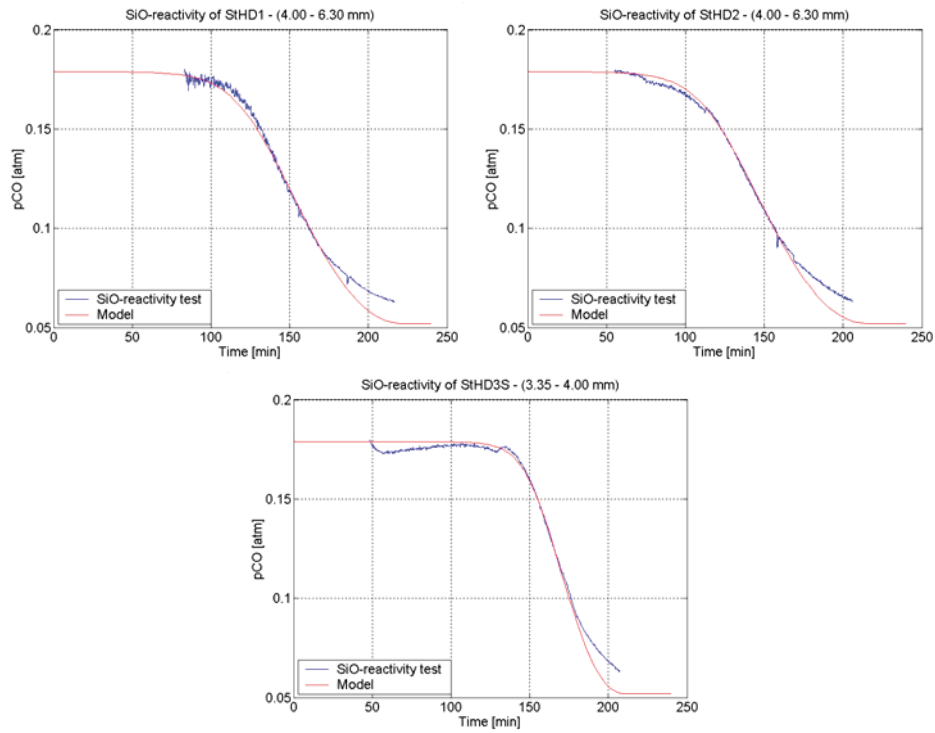 SiO-reactivity of StHD1 - (4.00 - 6.30 mm)
0.2
0.15
0.1
0.05
pCO [atm]
SiO-reactivity test
Model
0 50 100 150 200 250
Time [min]
SiO-reactivity of StHD2 - (4.00 - 6.30 mm)
0.2
0.15
0.1
0.05
pCO [atm]
SiO-reactivity test
Model
0 50 100 150 200 250
Time [min]
SiO-reactivity of StHD3S - (3.35 - 4.00 mm)
0.2
0.15
0.1
0.05
pCO [atm]
SiO-reactivity test
Model
0 50 100 150 200 250
Time [min]